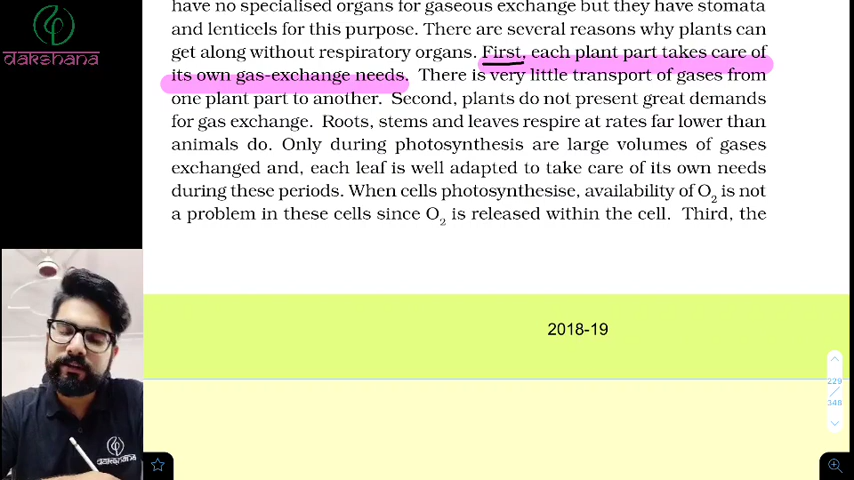 dakshana
have no specialised organs for gaseous exchange but they have stomata
and lenticels for this purpose. There are several reasons why plants can
get along without respiratory organs. First, each plant part takes care of
its own gas-exchange needs. There is very little transport of gases from
one plant part to another. Second, plants do not present great demands
for gas exchange. Roots, stems and leaves respire at rates far lower than
animals do. Only during photosynthesis are large volumes of gases
exchanged and, each leaf is well adapted to take care of its own needs
during these periods. When cells photosynthesise, availability of O₂ is not
a problem in these cells since O₂ is released within the cell. Third, the
2018-19
229
/
348
dakshana